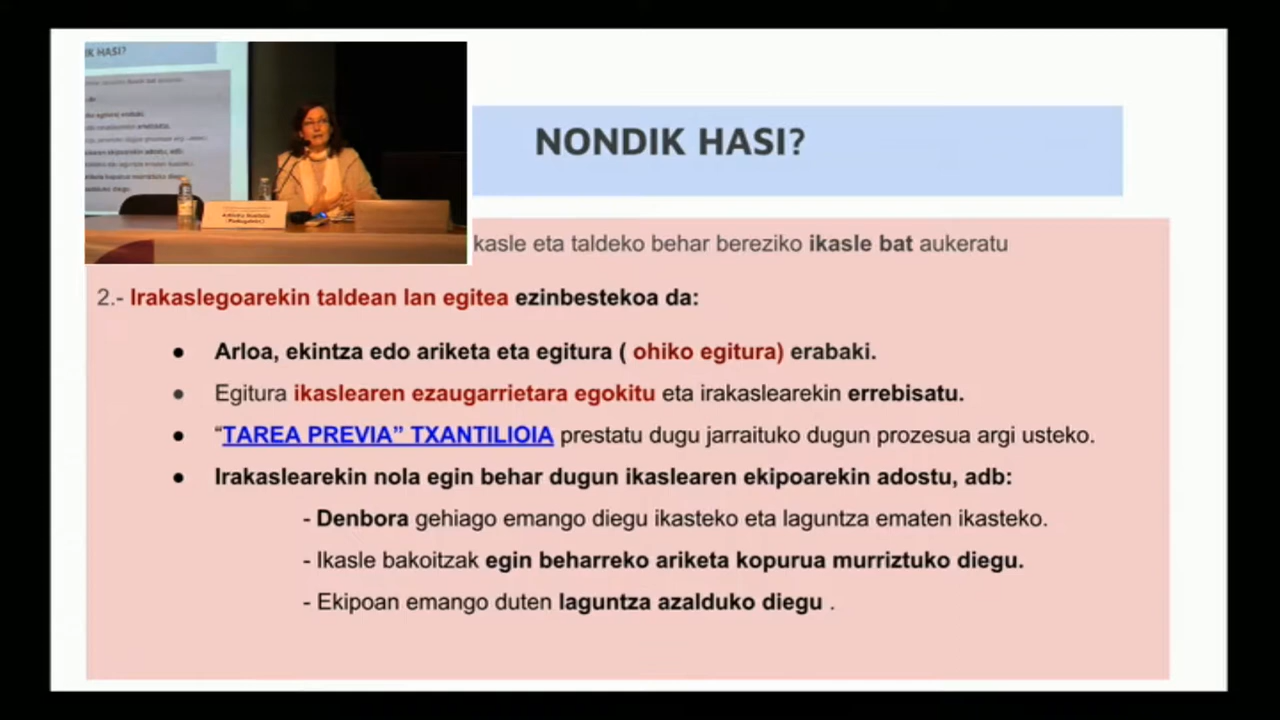 NONDIK HASI?
kasle eta taldeko behar bereziko ikasle bat aukeratu
2.- Irakaslegoarekin taldean lan egitea ezinbestekoa da:
● Arloa, ekintza edo ariketa eta egitura ( ohiko egitura) erabaki.
● Egitura ikaslearen ezaugarrietara egokitu eta irakaslearekin errebisatu.
● “TAREA PREVIA” TXANTILIOIA prestatu dugu jarraituko dugun prozesua argi usteko.
● Irakaslearekin nola egin behar dugun ikaslearen ekipoarekin adostu, adb:
- Denbora gehiago emango diegu ikasteko eta laguntza ematen ikasteko.
- Ikasle bakoitzak egin beharreko ariketa kopurua murriztuko diegu.
- Ekipoan emango duten laguntza azalduko diegu .